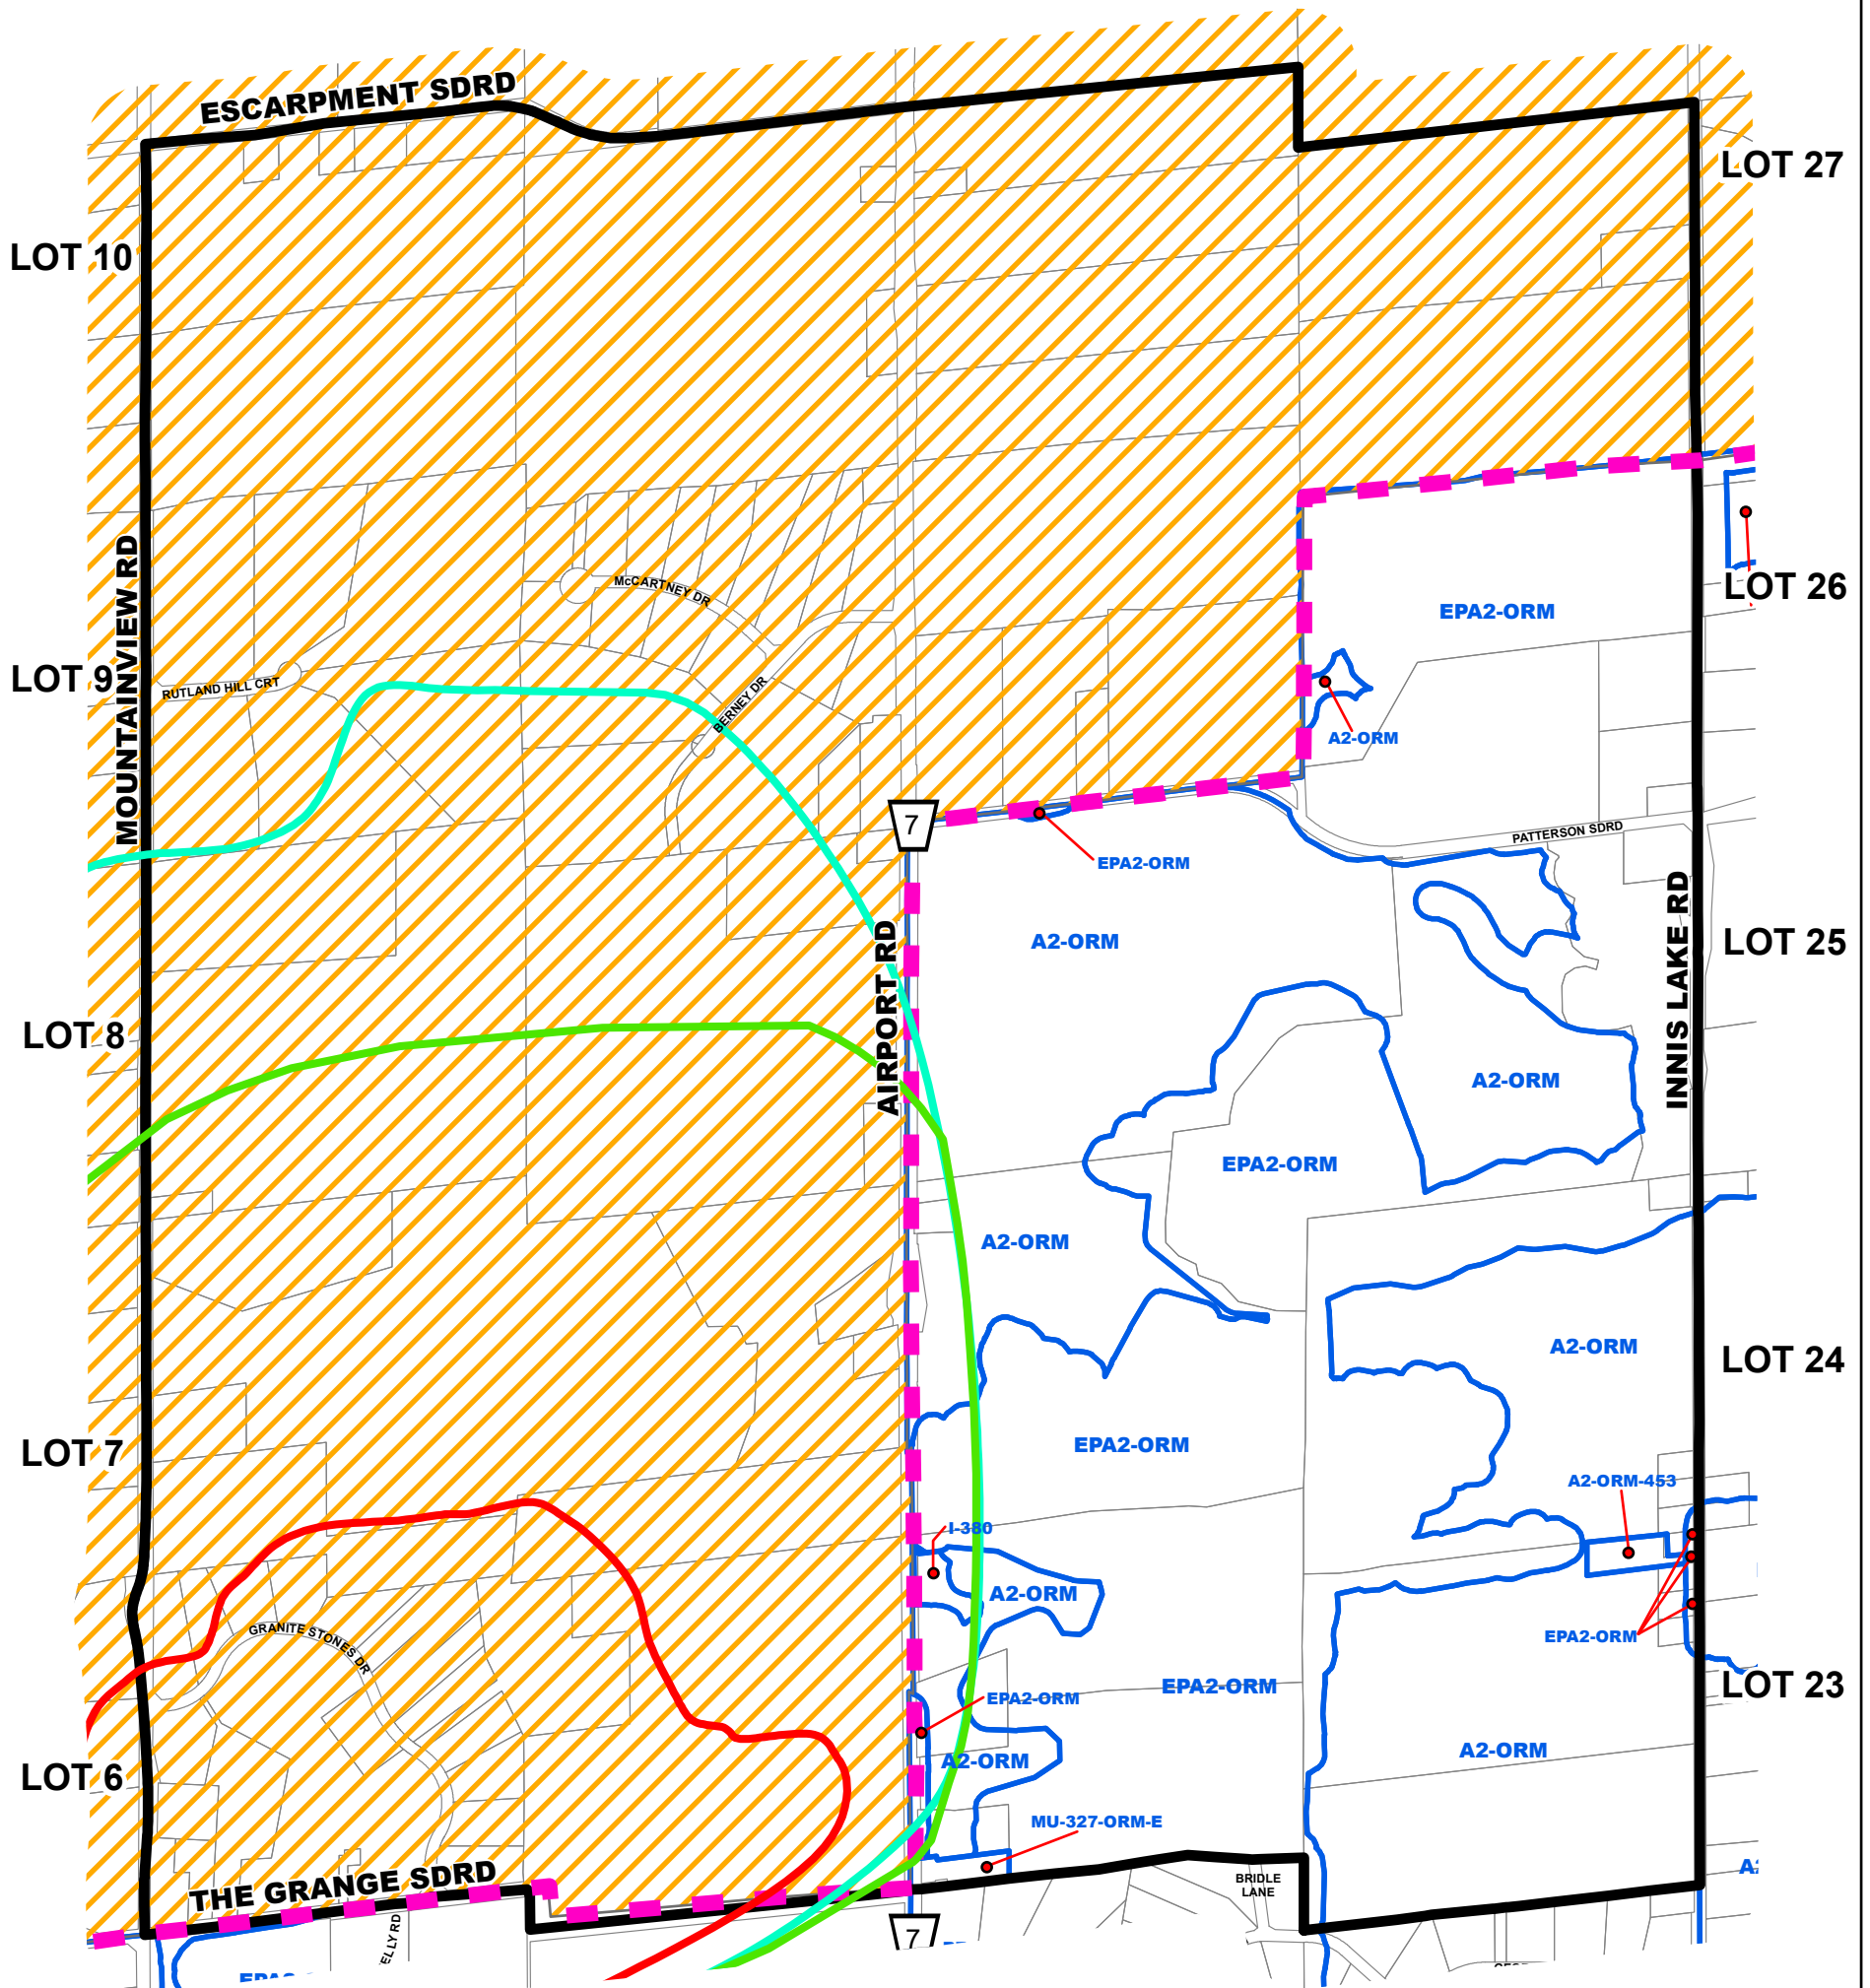 ESCARPMENT SDRD
LOT 27
LOT 10
LOT 26
McCARTNEY DR
EPA2-ORM
MOUNTAINVIEW RD
LOT 9
RUTLAND HILL CRT
BERNEY DR
A2-ORM
7
PATTERSON SDRD
EPA2-ORM
A2-ORM
LOT 25
INNIS LAKE RD
AIRPORT RD
LOT 8
A2-ORM
EPA2-ORM
A2-ORM
A2-ORM
LOT 24
LOT 7
EPA2-ORM
A2-ORM-453
I-380
A2-ORM
GRANITE STONES DR
EPA2-ORM
EPA2-ORM
LOT 23
EPA2-ORM
A2-ORM
A2-ORM
LOT 6
MU-327-ORM-E
THE GRANGE SDRD
BRIDLE
LANE
ELLY RD
7